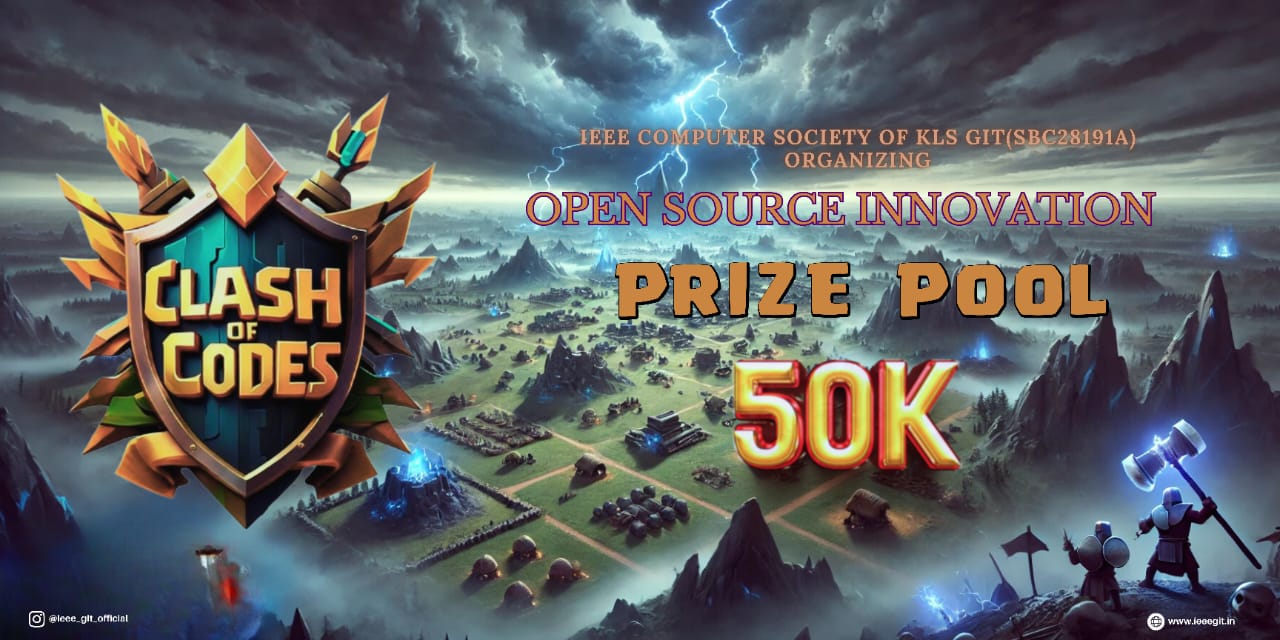 IEEE COMPUTER SOCIETY OF KLS GIT(SBC28191A)
ORGANIZING
OPEN SOURCE INNOVATION
PRIZE POOL
50K
CLASH
OF
CODES
@ieee_git_official
www.ieeegit.in